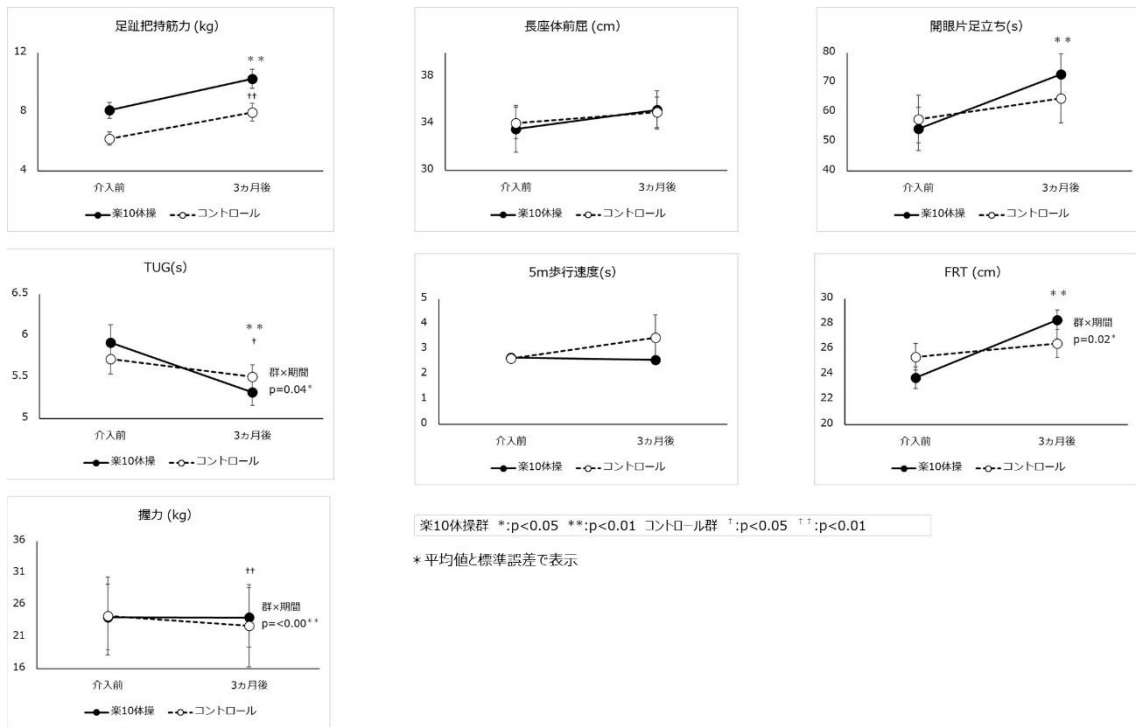 足趾把持筋力 (kg)
12
8
4
**
††
介入前 3ヵ月後
楽10体操 コントロール
長座体前屈 (cm)
38
34
30
介入前 3ヵ月後
楽10体操 コントロール
開眼片足立ち(s)
80
70
60
50
40
**
介入前 3ヵ月後
楽10体操 コントロール
TUG(s)
6.5
6
5.5
5
**
†
群×期間
p=0.04*
介入前 3ヵ月後
楽10体操 コントロール
5m歩行速度(s)
5
4
3
2
1
0
介入前 3ヵ月後
楽10体操 コントロール
FRT (cm)
30
28
26
24
22
20
**
群×期間
p=0.02*
介入前 3ヵ月後
楽10体操 コントロール
握力 (kg)
36
31
26
21
16
††
群×期間
p=<0.00**
介入前 3ヵ月後
楽10体操 コントロール
楽10体操群 *:p<0.05 **:p<0.01 コントロール群 †:p<0.05 ††:p<0.01
*平均値と標準誤差で表示